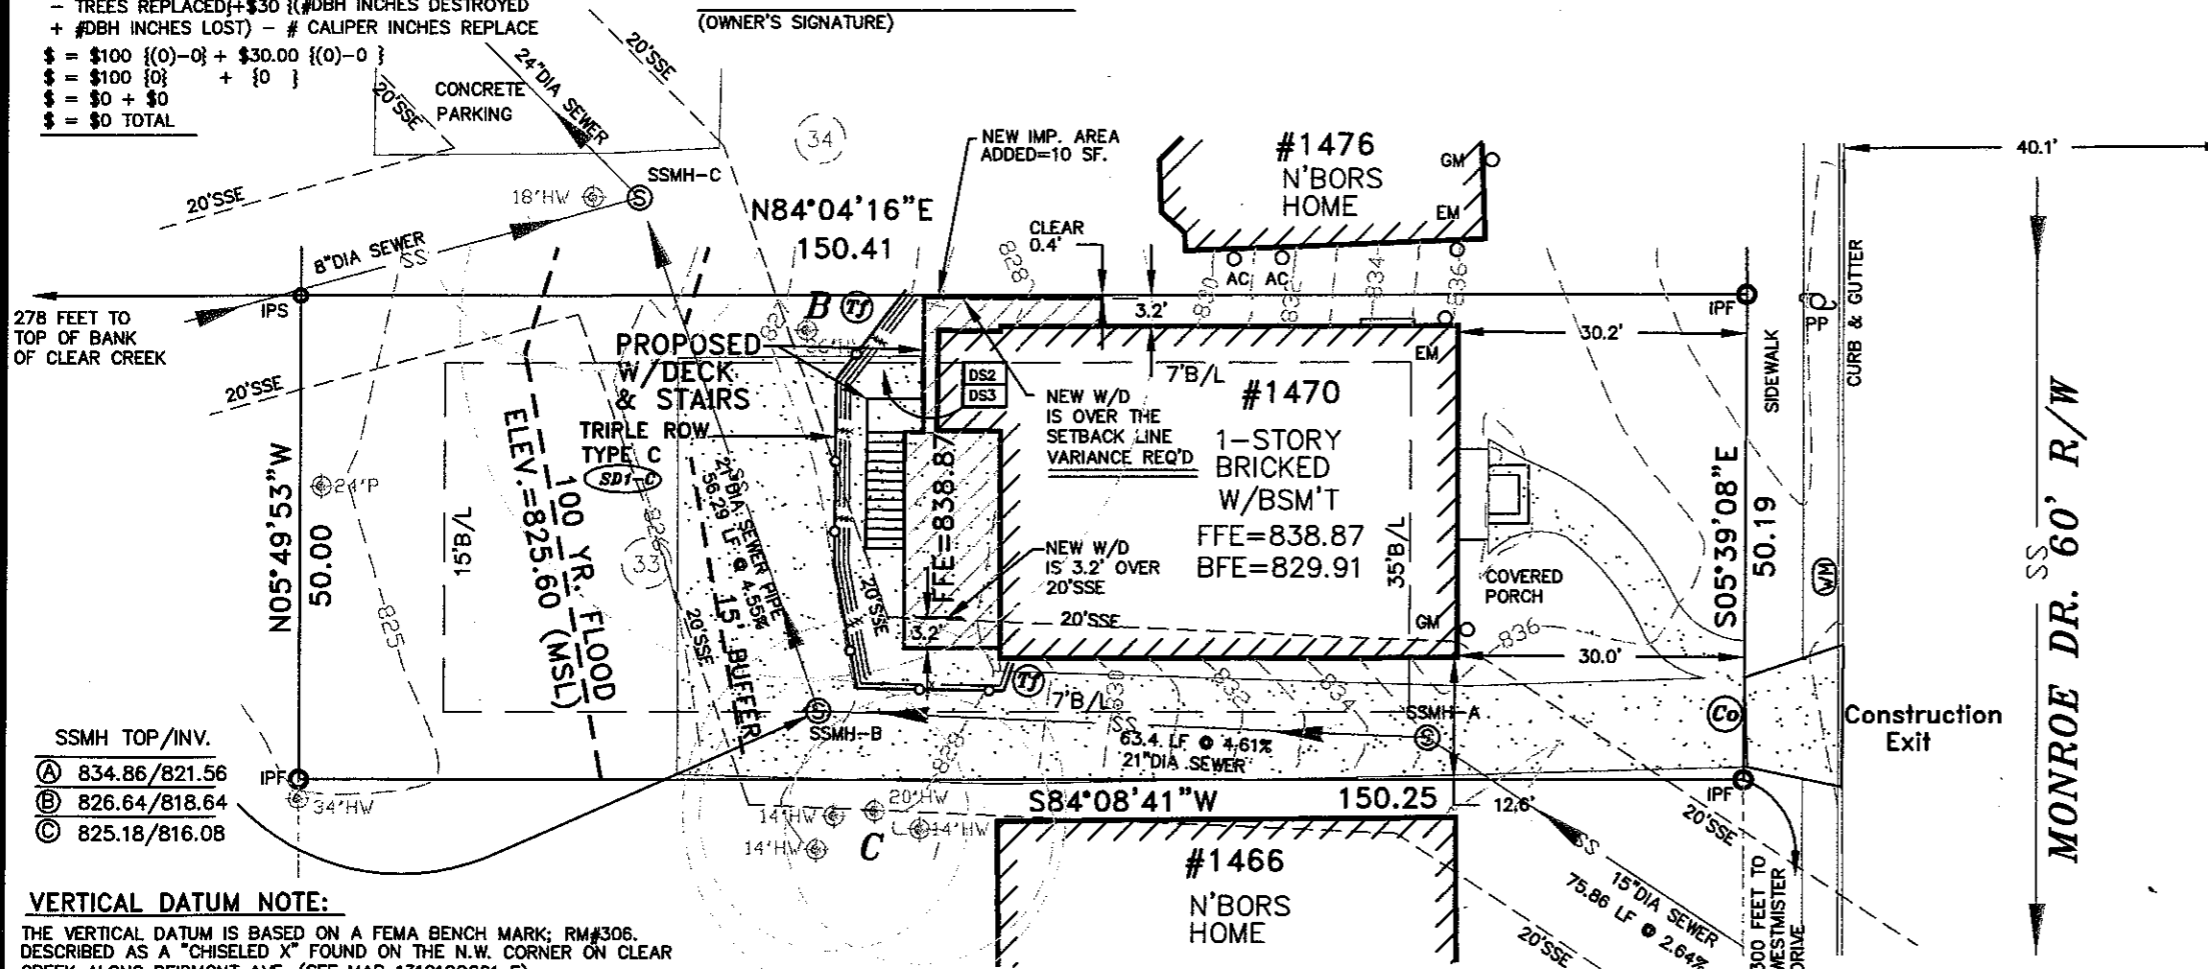 - TREES REPLACED}+$30 {(#DBH INCHES DESTROYED
+ #DBH INCHES LOST) - # CALIPER INCHES REPLACE
$ = $100 {(0)-0} + $30.00 {(0)-0 }
$ = $100 {0} + {0 }
$ = $0 + $0
$ = $0 TOTAL
(OWNER'S SIGNATURE)
CONCRETE
PARKING
24"DIA SEWER
20'SSE
20'SSE
20'SSE
34
NEW IMP. AREA
ADDED=10 SF.
#1476
N'BORS
HOME
GM
EM
AC
AC
40.1'
SSMH-C
18"HW
8"DIA SEWER
SS
N84°04'16"E
150.41
CLEAR
0.4'
828
830
832
834
836
IPS
278 FEET TO
TOP OF BANK
OF CLEAR CREEK
20'SSE
B
Tf
827
3.2'
30.2'
IPF
PP
SIDEWALK
CURB & GUTTER
MONROE DR. 60' R/W
SS
PROPOSED
W/DECK
& STAIRS
TRIPLE ROW
TYPE C
SD1-C
DS2
DS3
NEW W/D
IS OVER THE
SETBACK LINE
VARIANCE REQ'D
7'B/L
EM
#1470
1-STORY
BRICKED
W/BSM'T
FFE=838.87
BFE=829.91
35'B/L
FFE=838.87
NEW W/D
IS 3.2' OVER
20'SSE
20'SSE
3.2'
20'SSE
GM
COVERED
PORCH
836
S05°39'08"E
50.19
WM
N05°49'53"W
50.00
24"P
825
15'B/L
100 YR. FLOOD
ELEV.=825.60 (MSL)
33
826
SS
21"DIA. SEWER PIPE
56.29 LF @ 4.55%
20'SSE
15' BUFFER
30.0'
Tf
7'B/L
830
832
834
SS
SSMH-A
SSMH-B
63.4 LF @ 4.61%
21"DIA SEWER
828
Co
Construction
Exit
SSMH TOP/INV.
A 834.86/821.56
B 826.64/818.64
C 825.18/816.08
IPF
34"HW
14"HW
20"HW
14"HW
14"HW
C
S84°08'41"W
150.25
12.6'
IPF
20'SSE
#1466
N'BORS
HOME
SS
15"DIA SEWER
75.86 LF @ 2.64%
20'SSE
300 FEET TO
WESTMISTER
DRIVE
VERTICAL DATUM NOTE:
THE VERTICAL DATUM IS BASED ON A FEMA BENCH MARK; RM#306.
DESCRIBED AS A "CHISELED X" FOUND ON THE N.W. CORNER ON CLEAR